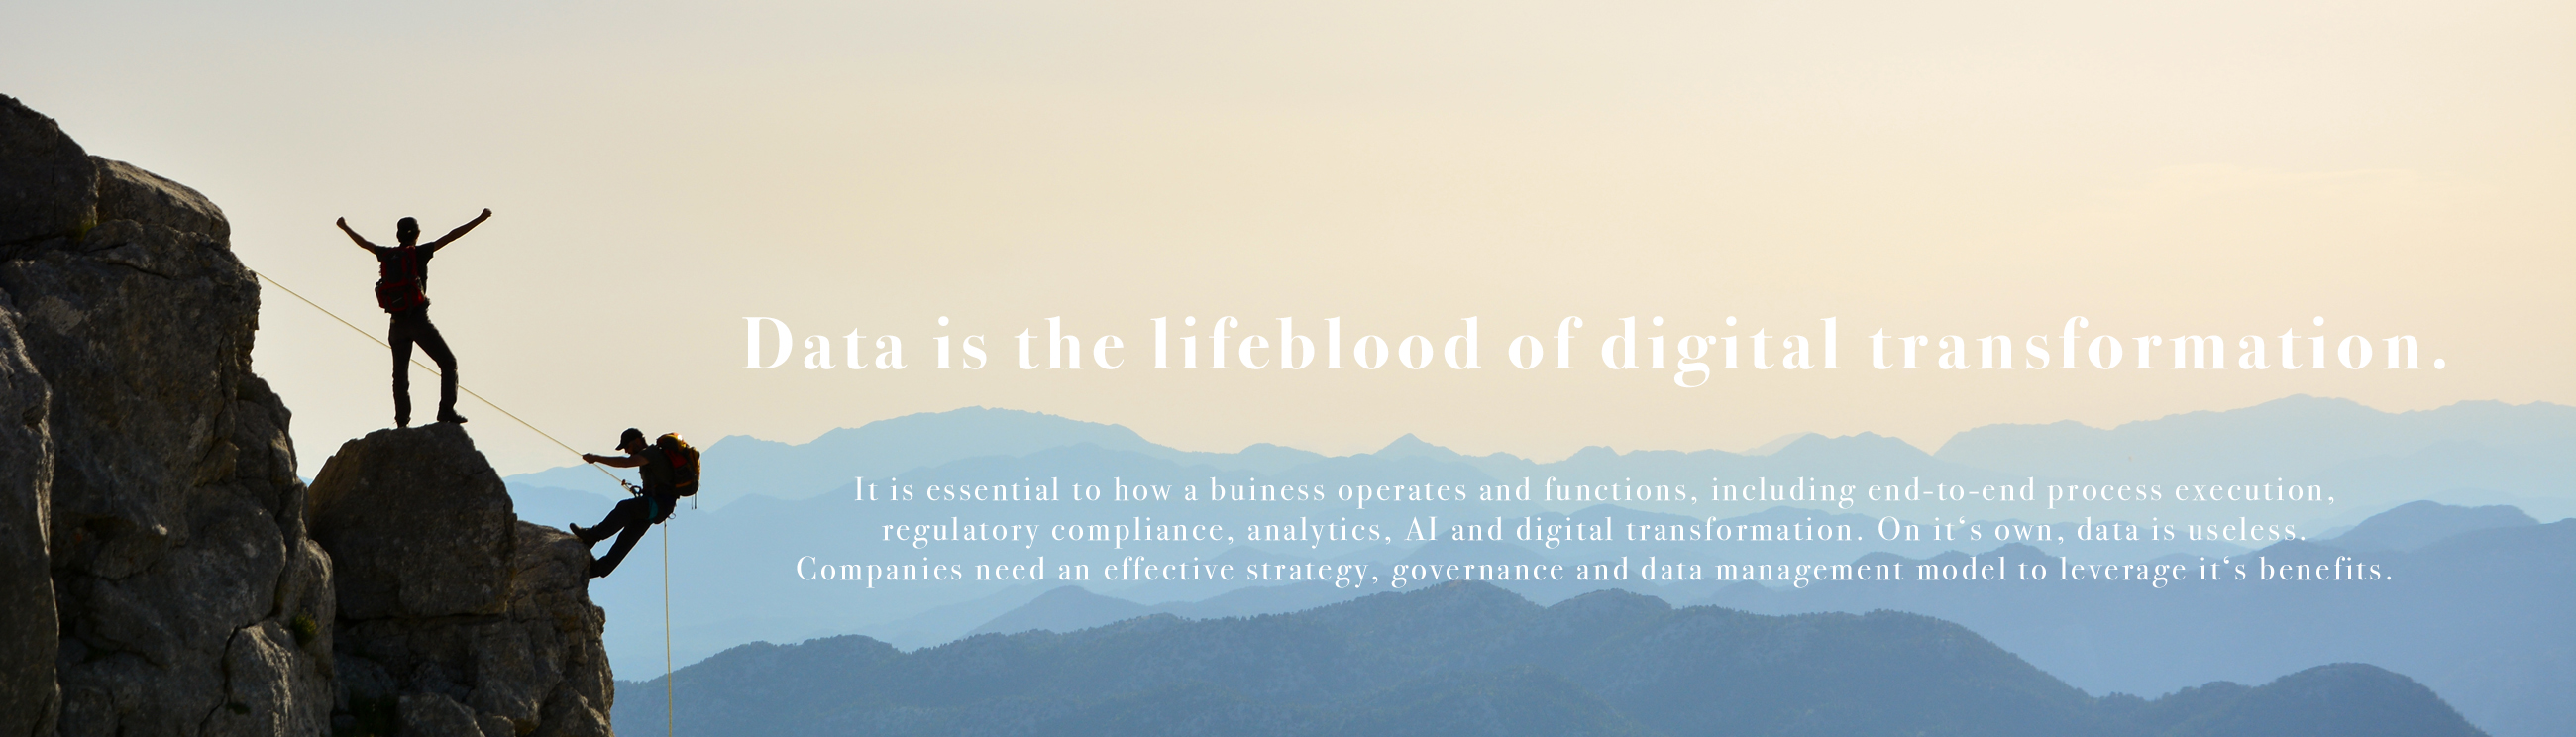 Data is the lifeblood of digital transformation.
It is essential to how a buiness operates and functions, including end-to-end process execution,
regulatory compliance, analytics, AI and digital transformation. On it‘s own, data is useless.
Companies need an effective strategy, governance and data management model to leverage it‘s benefits.